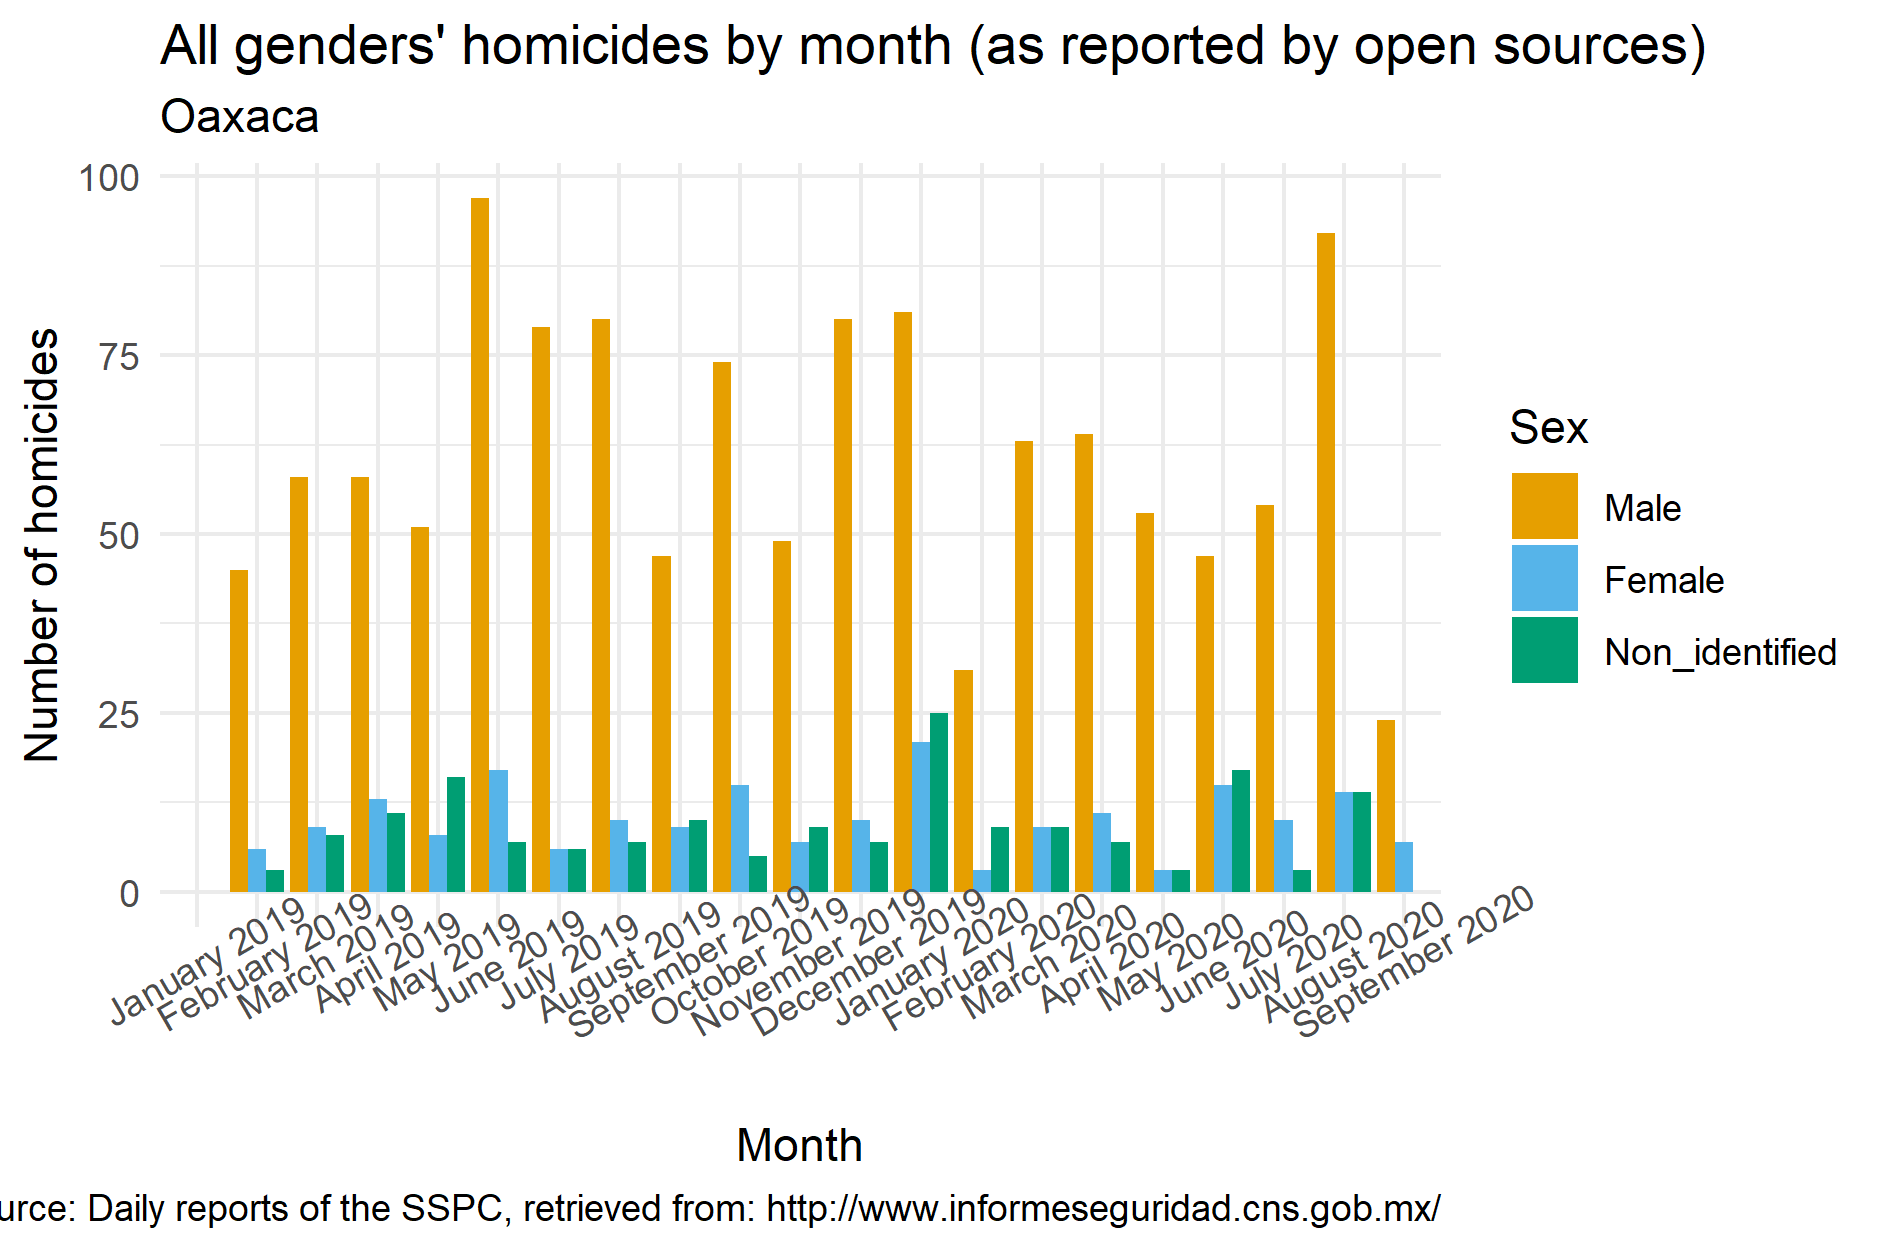 All genders' homicides by month (as reported by open sources)
Oaxaca
Number of homicides
100
75
50
25
0
January 2019
February 2019
March 2019
April 2019
May 2019
June 2019
July 2019
August 2019
September 2019
October 2019
November 2019
December 2019
January 2020
February 2020
March 2020
April 2020
May 2020
June 2020
July 2020
August 2020
September 2020
Month
Sex
Male
Female
Non_identified
urce: Daily reports of the SSPC, retrieved from: http://www.informeseguridad.cns.gob.mx/